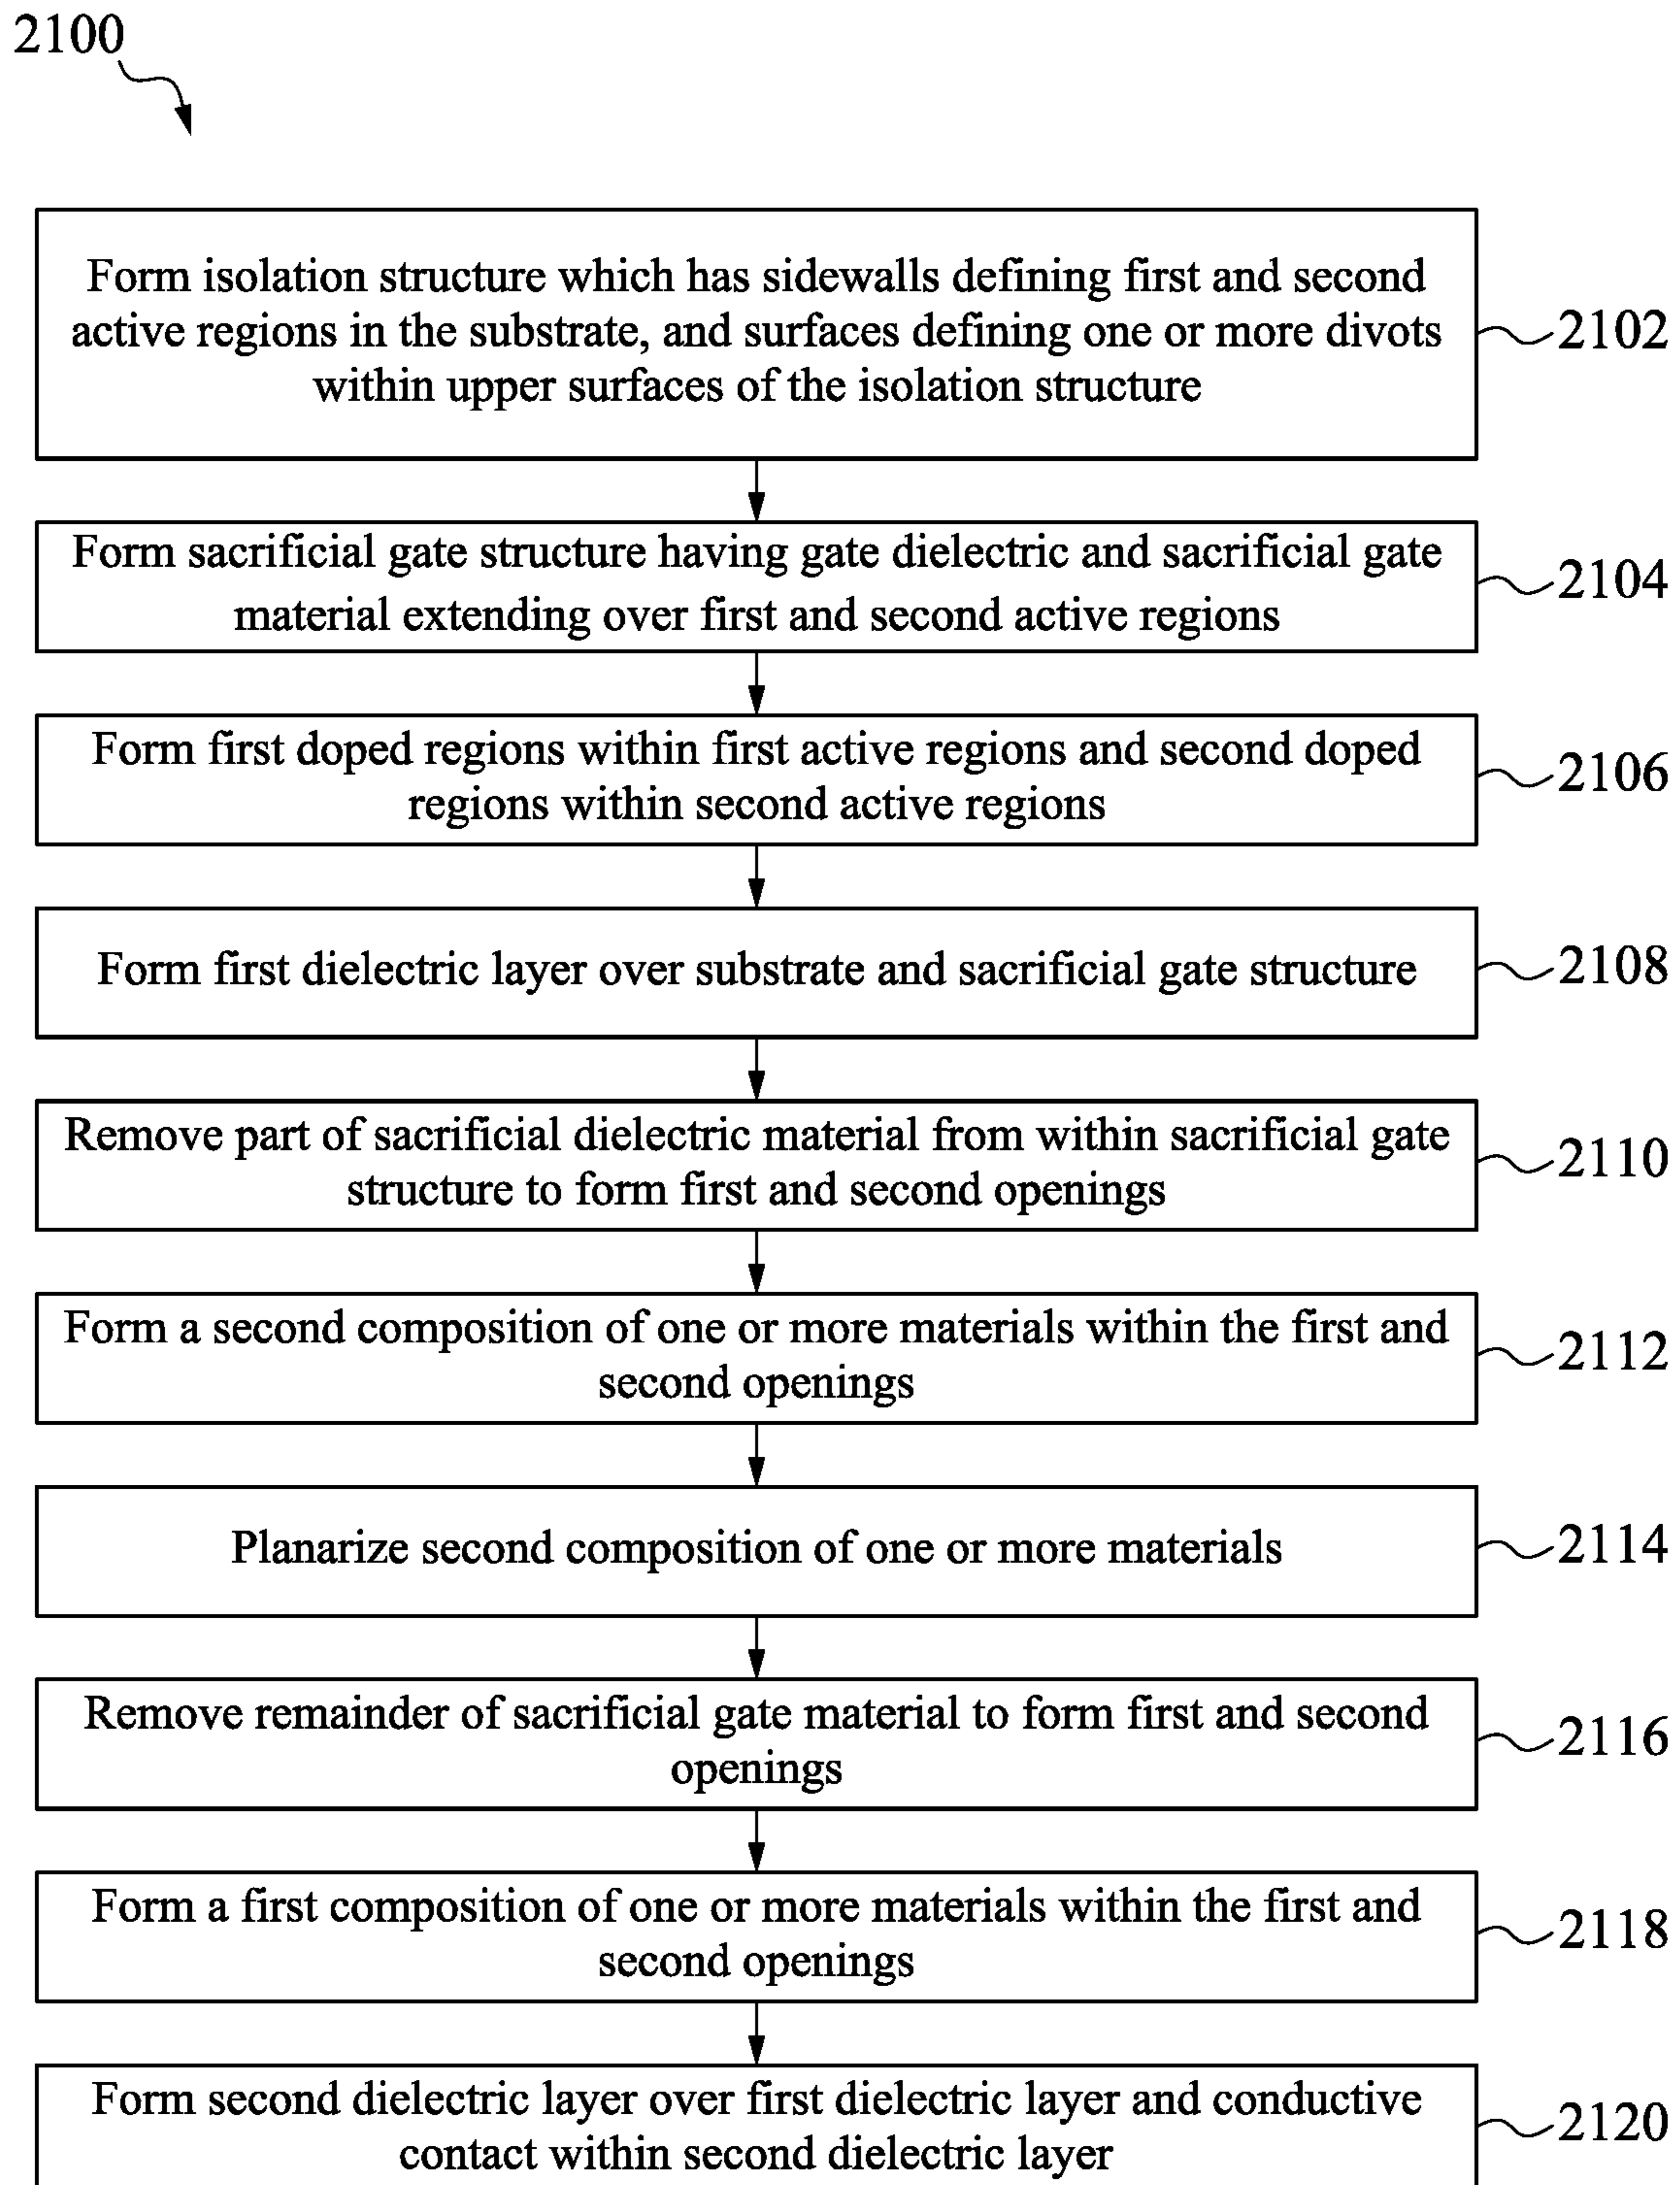 2100
Form isolation structure which has sidewalls defining first and second
active regions in the substrate, and surfaces defining one or more divots
within upper surfaces of the isolation structure
2102
Form sacrificial gate structure having gate dielectric and sacrificial gate
material extending over first and second active regions
2104
Form first doped regions within first active regions and second doped
regions within second active regions
2106
Form first dielectric layer over substrate and sacrificial gate structure
2108
Remove part of sacrificial dielectric material from within sacrificial gate
structure to form first and second openings
2110
Form a second composition of one or more materials within the first and
second openings
2112
Planarize second composition of one or more materials
2114
Remove remainder of sacrificial gate material to form first and second
openings
2116
Form a first composition of one or more materials within the first and
second openings
2118
Form second dielectric layer over first dielectric layer and conductive
contact within second dielectric layer
2120